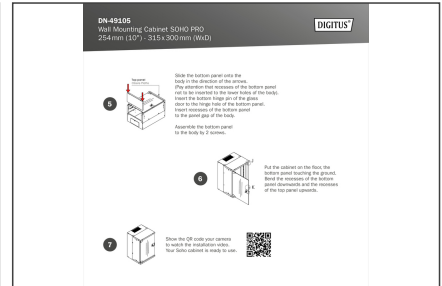 DN-49105
Wall Mounting Cabinet SOHO PRO
254 mm (10") - 315 x 300 mm (WxD)
DIGITUS®
5
Slide the bottom panel onto the
body in the direction of the arrows.
(Pay attention that recesses of the bottom panel
not to be inserted to the lower holes of the body).
Insert the bottom hinge pin of the glass
door to the hinge hole of the bottom panel.
Insert recesses of the bottom panel
to the panel gap of the body.
Assemble the bottom panel
to the body by 2 screws.
6
Put the cabinet on the floor, the
bottom panel touching the ground.
Bend the recesses of the bottom
panel downwards and the recesses
of the top panel upwards.
7
Show the QR code your camera
to watch the installation video.
Your Soho cabinet is ready to use.